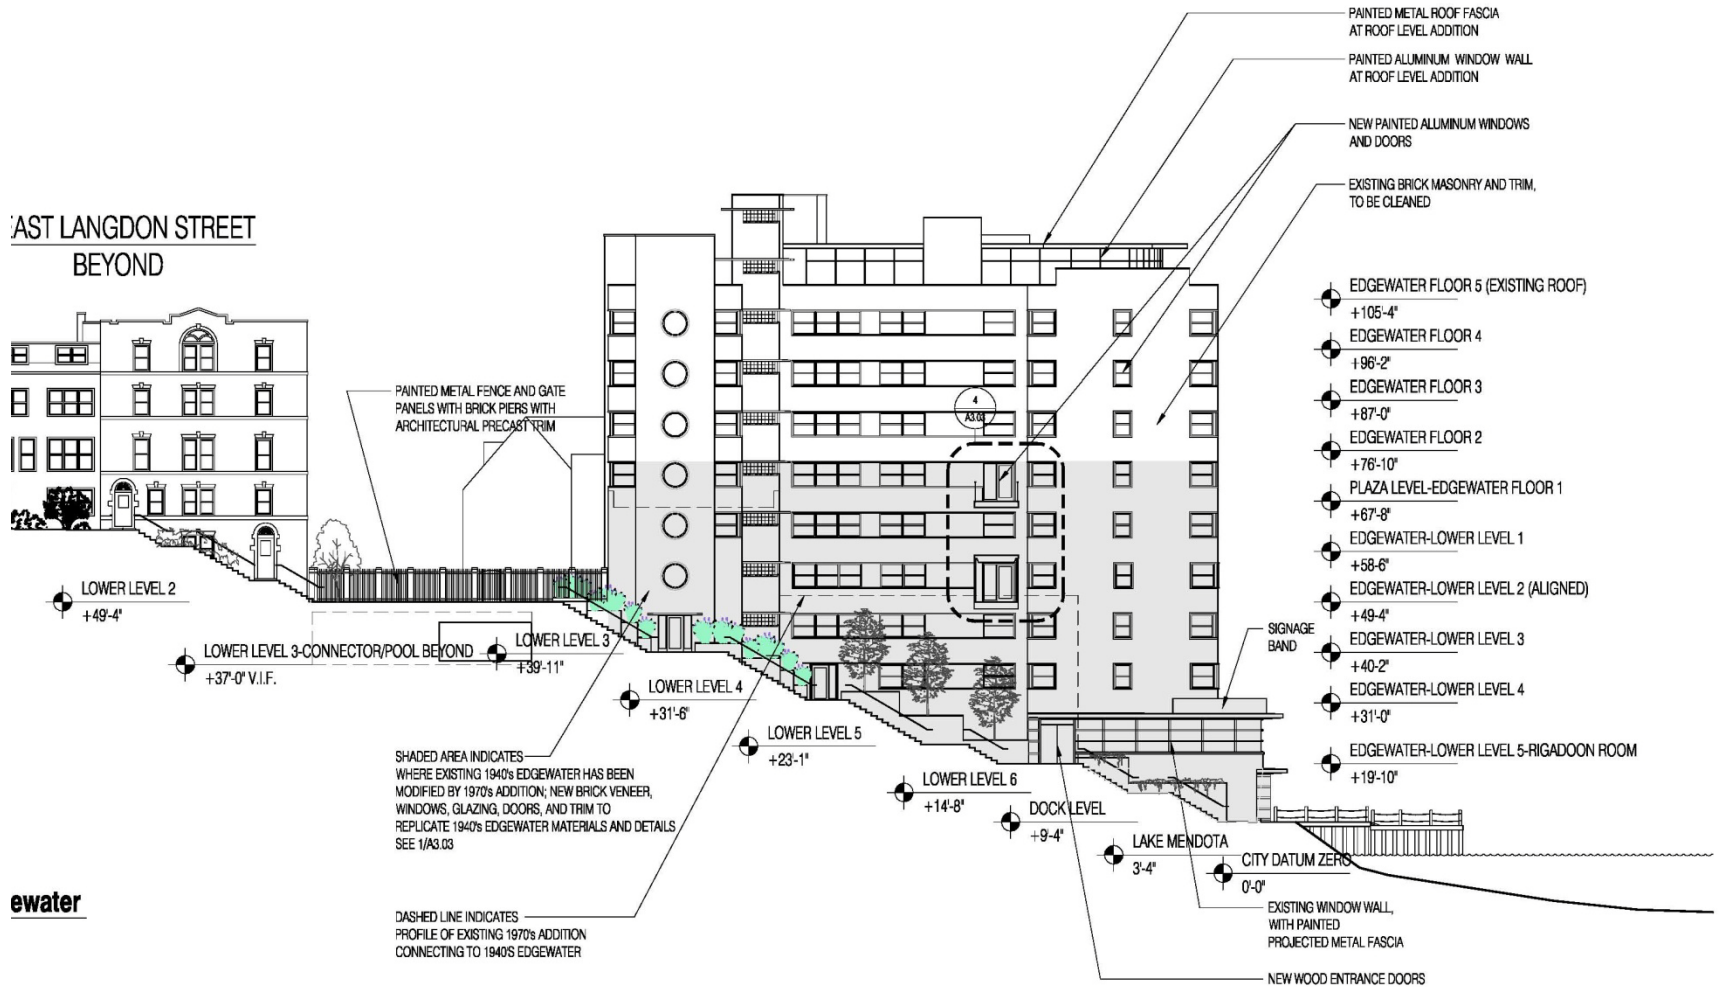 PAINTED METAL ROOF FASCIA
AT ROOF LEVEL ADDITION
PAINTED ALUMINUM WINDOW WALL
AT ROOF LEVEL ADDITION
NEW PAINTED ALUMINUM WINDOWS
AND DOORS
EXISTING BRICK MASONRY AND TRIM,
TO BE CLEANED
AST LANGDON STREET
BEYOND
EDGEWATER FLOOR 5 (EXISTING ROOF)
+105'-4"
EDGEWATER FLOOR 4
+96'-2"
EDGEWATER FLOOR 3
+87'-0"
EDGEWATER FLOOR 2
+76'-10"
PLAZA LEVEL-EDGEWATER FLOOR 1
+67'-8"
EDGEWATER-LOWER LEVEL 1
+58'-6"
EDGEWATER-LOWER LEVEL 2 (ALIGNED)
+49'-4"
EDGEWATER-LOWER LEVEL 3
+40'-2"
EDGEWATER-LOWER LEVEL 4
+31'-0"
EDGEWATER-LOWER LEVEL 5-RIGADOON ROOM
+19'-10"
PAINTED METAL FENCE AND GATE
PANELS WITH BRICK PIERS WITH
ARCHITECTURAL PRECAST TRIM
4
A3.03
SIGNAGE
BAND
LOWER LEVEL 2
+49'-4"
LOWER LEVEL 3-CONNECTOR/POOL BEYOND
+37'-0" V.I.F.
LOWER LEVEL 3
+39'-11"
LOWER LEVEL 4
+31'-6"
LOWER LEVEL 5
+23'-1"
LOWER LEVEL 6
+14'-8"
DOCK LEVEL
+9'-4"
LAKE MENDOTA
3'-4"
CITY DATUM ZERO
0'-0"
SHADED AREA INDICATES
WHERE EXISTING 1940's EDGEWATER HAS BEEN
MODIFIED BY 1970's ADDITION; NEW BRICK VENEER,
WINDOWS, GLAZING, DOORS, AND TRIM TO
REPLICATE 1940's EDGEWATER MATERIALS AND DETAILS
SEE 1/A3.03
ewater
DASHED LINE INDICATES
PROFILE OF EXISTING 1970's ADDITION
CONNECTING TO 1940'S EDGEWATER
EXISTING WINDOW WALL,
WITH PAINTED
PROJECTED METAL FASCIA
NEW WOOD ENTRANCE DOORS